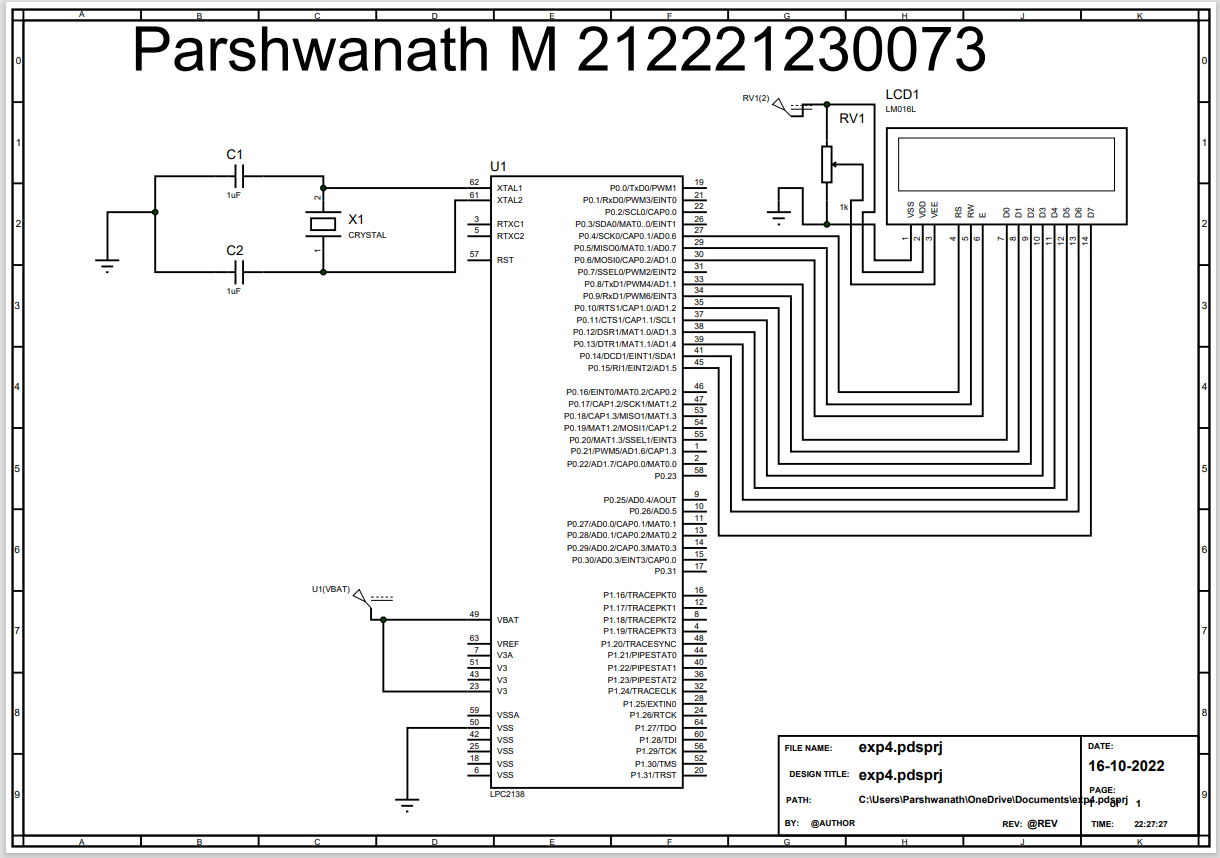 A B C D E F G H J K
Parshwanath M 212221230073
0 0
RV1(2)
LCD1
LM016L
RV1
1k
VSS VDD VEE RS RW E D0 D1 D2 D3 D4 D5 D6 D7
1 2 3 4 5 6 7 8 9 10 11 12 13 14
1 1
C1
1uF
X1
CRYSTAL
2
1
C2
1uF
2 2
U1
62 XTAL1 P0.0/TxD0/PWM1 19
61 XTAL2 P0.1/RxD0/PWM3/EINT0 21
P0.2/SCL0/CAP0.0 22
3 RTXC1 P0.3/SDA0/MAT0..0/EINT1 26
5 RTXC2 P0.4/SCK0/CAP0.1/AD0.6 27
P0.5/MISO0/MAT0.1/AD0.7 29
57 RST P0.6/MOSI0/CAP0.2/AD1.0 30
P0.7/SSEL0/PWM2/EINT2 31
P0.8/TxD1/PWM4/AD1.1 33
P0.9/RxD1/PWM6/EINT3 34
P0.10/RTS1/CAP1.0/AD1.2 35
P0.11/CTS1/CAP1.1/SCL1 37
P0.12/DSR1/MAT1.0/AD1.3 38
P0.13/DTR1/MAT1.1/AD1.4 39
P0.14/DCD1/EINT1/SDA1 41
P0.15/RI1/EINT2/AD1.5 45
3 3
P0.16/EINT0/MAT0.2/CAP0.2 46
P0.17/CAP1.2/SCK1/MAT1.2 47
P0.18/CAP1.3/MISO1/MAT1.3 53
P0.19/MAT1.2/MOSI1/CAP1.2 54
P0.20/MAT1.3/SSEL1/EINT3 55
P0.21/PWM5/AD1.6/CAP1.3 1
P0.22/AD1.7/CAP0.0/MAT0.0 2
P0.23 58
4 4
5 5
P0.25/AD0.4/AOUT 9
P0.26/AD0.5 10
P0.27/AD0.0/CAP0.1/MAT0.1 11
P0.28/AD0.1/CAP0.2/MAT0.2 13
P0.29/AD0.2/CAP0.3/MAT0.3 14
P0.30/AD0.3/EINT3/CAP0.0 15
P0.31 17
6 6
U1(VBAT)
P1.16/TRACEPKT0 16
P1.17/TRACEPKT1 12
49 VBAT P1.18/TRACEPKT2 8
P1.19/TRACEPKT3 4
63 VREF P1.20/TRACESYNC 48
7 V3A P1.21/PIPESTAT0 44
51 V3 P1.22/PIPESTAT1 40
43 V3 P1.23/PIPESTAT2 36
23 V3 P1.24/TRACECLK 32
P1.25/EXTIN0 28
59 VSSA P1.26/RTCK 24
50 VSS P1.27/TDO 64
42 VSS P1.28/TDI 60
25 VSS P1.29/TCK 56
18 VSS P1.30/TMS 52
6 VSS P1.31/TRST 20
LPC2138
7 7
8 8
9 9
FILE NAME: exp4.pdsprj
DESIGN TITLE: exp4.pdsprj
PATH: C:\Users\Parshwanath\OneDrive\Documents\exp4.pdsprj
BY: @AUTHOR REV: @REV
DATE:
16-10-2022
PAGE:
of 1
TIME: 22:27:27
A B C D E F G H J K